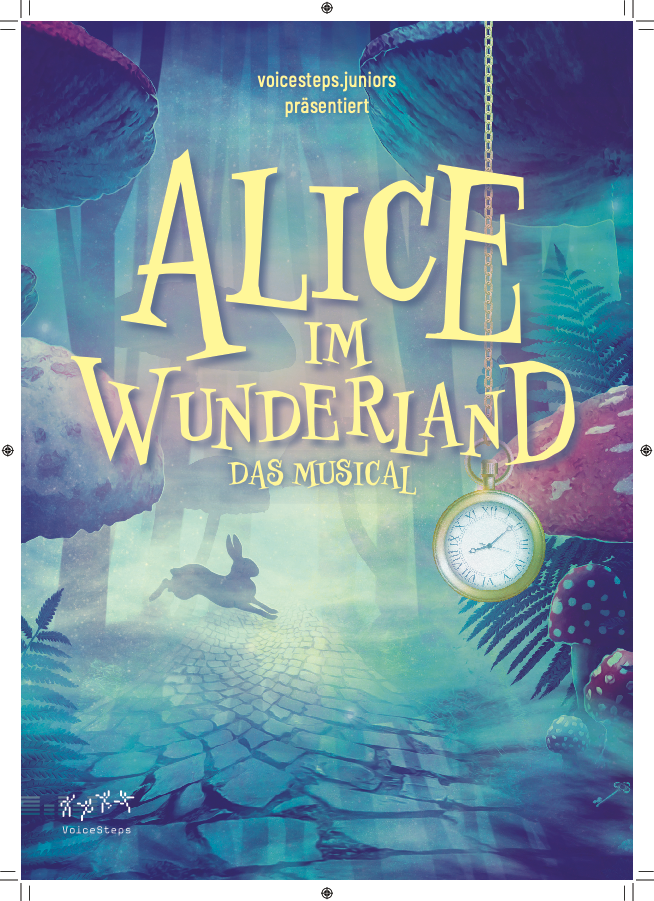 voicesteps.juniors
präsentiert
ALICE
IM
WUNDERLAND
DAS MUSICAL
VoiceSteps